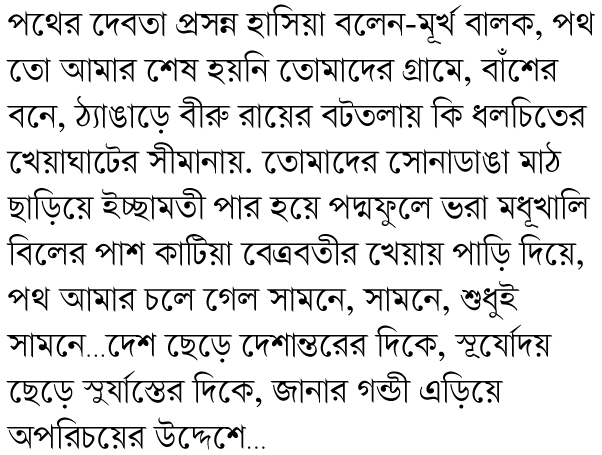 পথের দেবতা প্রসন্ন হাসিয়া বলেন-মূর্খ বালক, পথ
তো আমার শেষ হয়নি তোমাদের গ্রামে, বাঁশের
বনে, ঠ্যাঙাড়ে বীরু রায়ের বটতলায় কি ধলচিতের
খেয়াঘাটের সীমানায়. তোমাদের সোনাডাঙা মাঠ
ছাড়িয়ে ইচ্ছামতী পার হয়ে পদ্মফুলে ভরা মধূখালি
বিলের পাশ কাটিয়া বেত্রবতীর খেয়ায় পাড়ি দিয়ে,
পথ আমার চলে গেল সামনে, সামনে, শুধুই
সামনে...দেশ ছেড়ে দেশান্তরের দিকে, সূর্যোদয়
ছেড়ে সুর্যাস্তের দিকে, জানার গন্ডী এড়িয়ে
অপরিচয়ের উদ্দেশে...